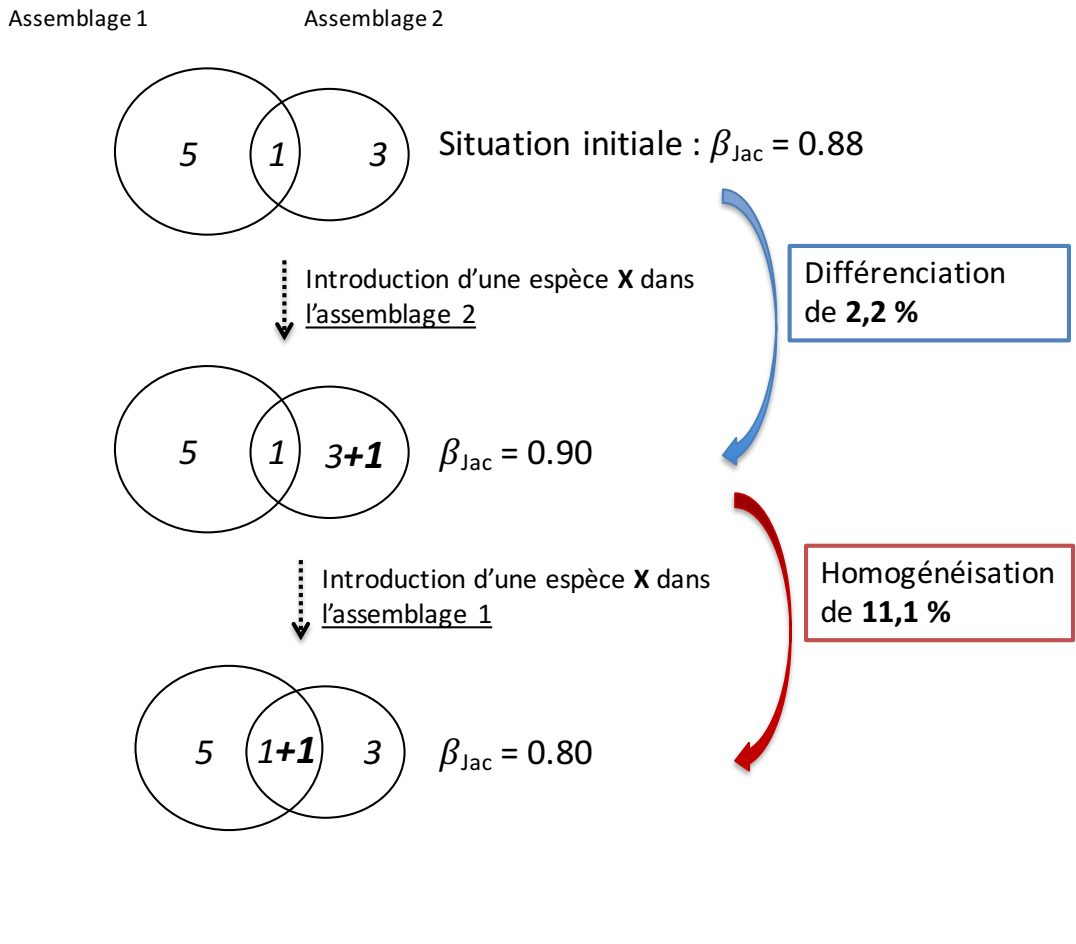 Assemblage 1
Assemblage 2
5 1 3
Situation initiale : βJac = 0.88
Différenciation
de 2,2 %
Introduction d’une espèce X dans
l’assemblage 2
5 1 3+1
βJac = 0.90
Homogénéisation
de 11,1 %
Introduction d’une espèce X dans
l’assemblage 1
5 1+1 3
βJac = 0.80